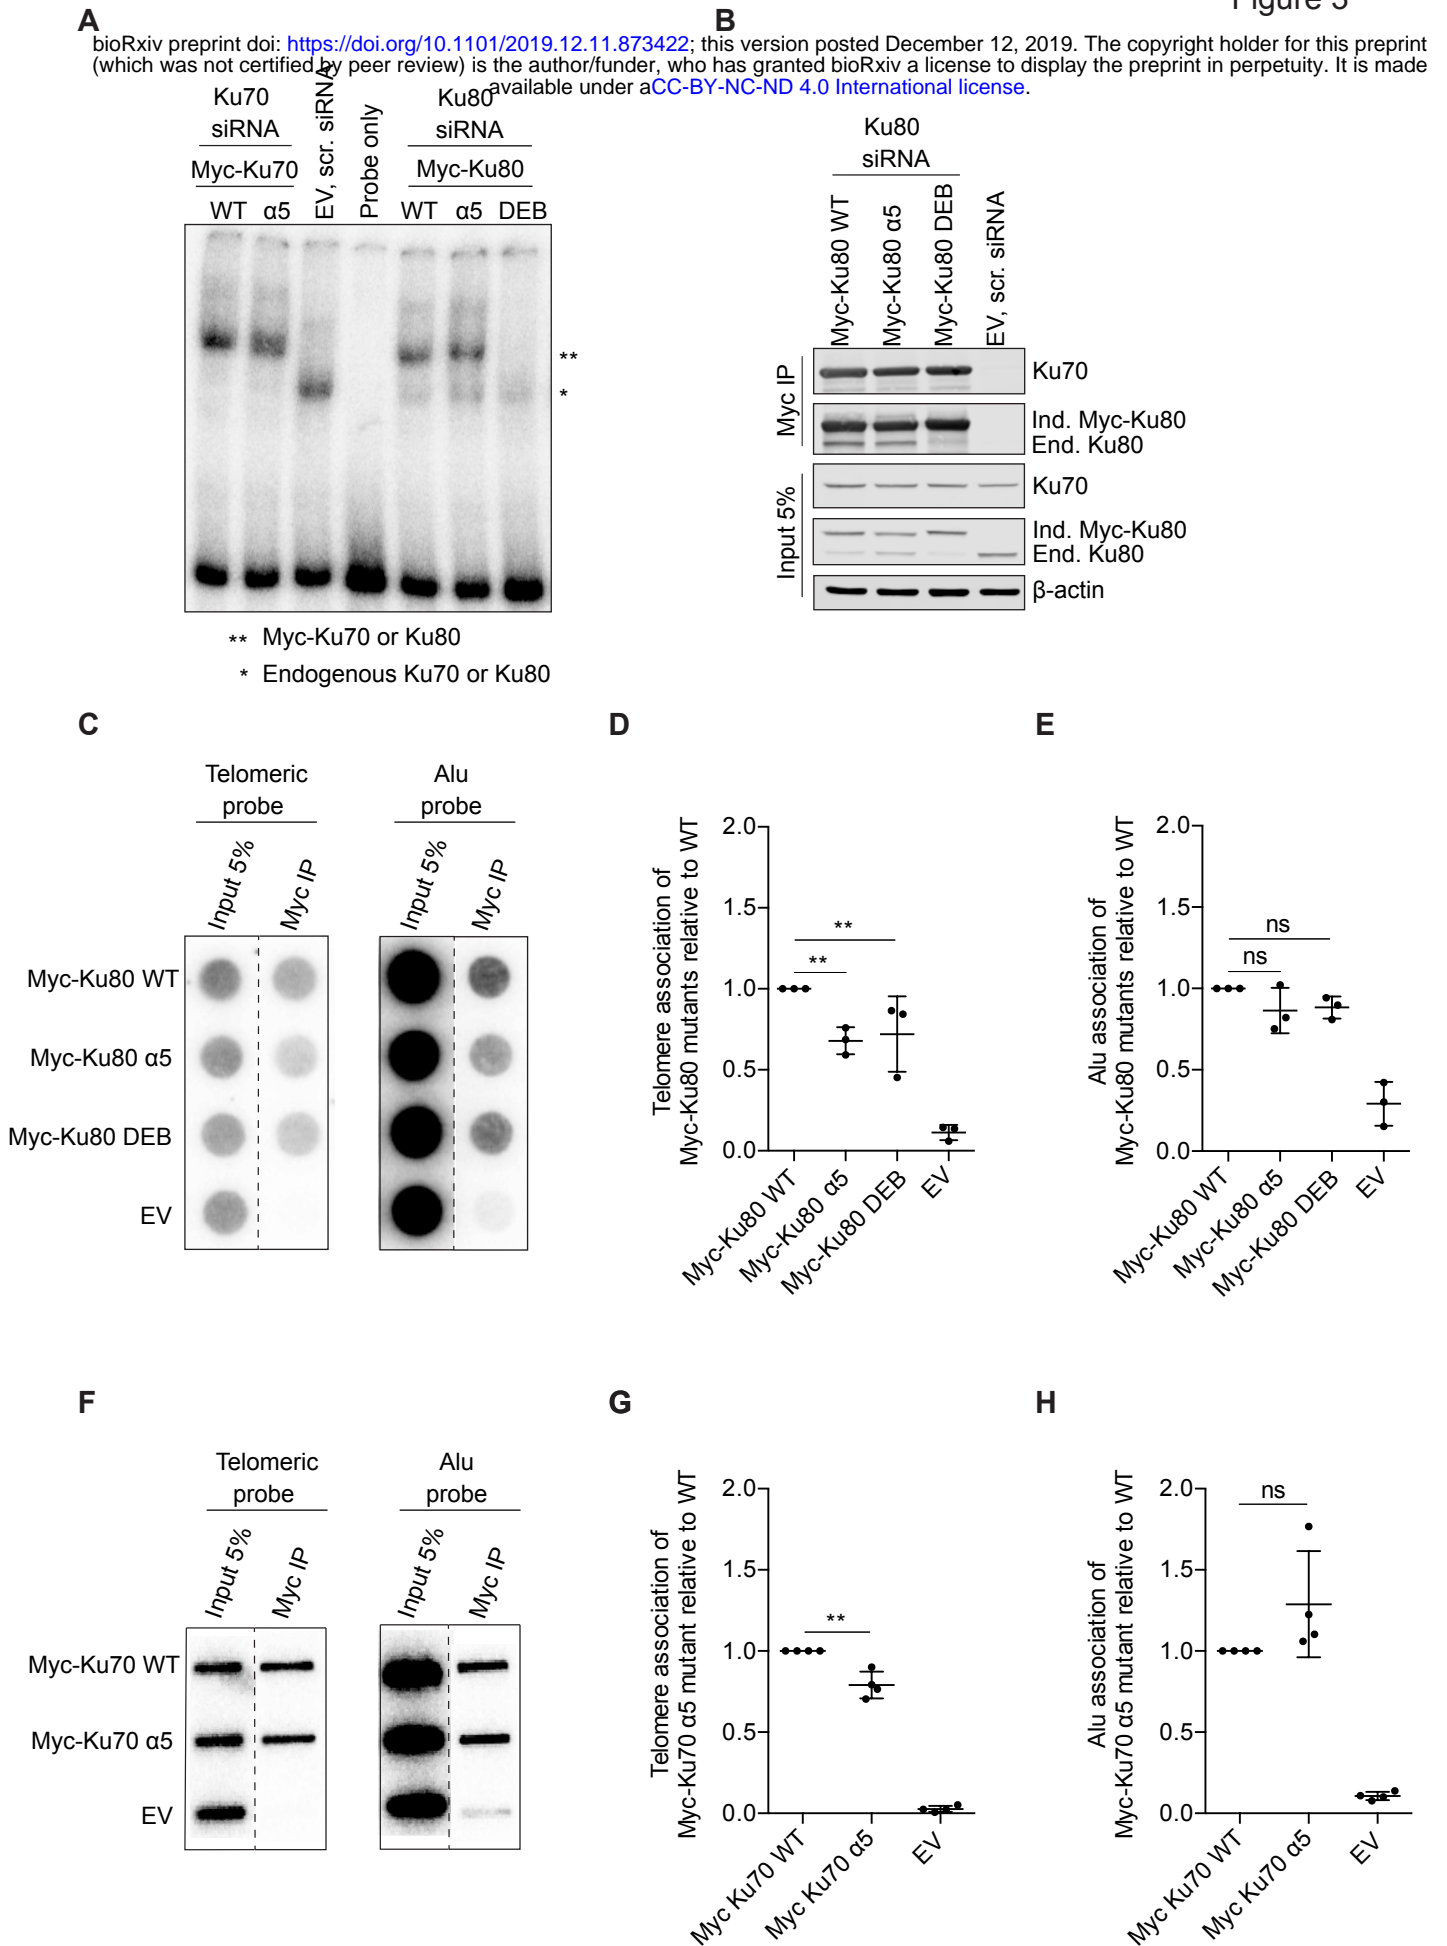 Figure 3
A
B
bioRxiv preprint doi: https://doi.org/10.1101/2019.12.11.873422; this version posted December 12, 2019. The copyright holder for this preprint
(which was not certified by peer review) is the author/funder, who has granted bioRxiv a license to display the preprint in perpetuity. It is made
available under aCC-BY-NC-ND 4.0 International license.
Ku70
siRNA
Myc-Ku70
WT α5
EV, scr. siRNA
Probe only
Ku80
siRNA
Myc-Ku80
WT α5 DEB
**
*
** Myc-Ku70 or Ku80
* Endogenous Ku70 or Ku80
Ku80
siRNA
Myc-Ku80 WT
Myc-Ku80 α5
Myc-Ku80 DEB
EV, scr. siRNA
Myc IP
Ku70
Ind. Myc-Ku80
End. Ku80
Input 5%
Ku70
Ind. Myc-Ku80
End. Ku80
β-actin
C
Telomeric
probe
Alu
probe
Input 5%
Myc IP
Input 5%
Myc IP
Myc-Ku80 WT
Myc-Ku80 α5
Myc-Ku80 DEB
EV
D
Telomere association of
Myc-Ku80 mutants relative to WT
2.0
1.5
1.0
0.5
0.0
**
**
Myc-Ku80 WT
Myc-Ku80 α5
Myc-Ku80 DEB
EV
E
Alu association of
Myc-Ku80 mutants relative to WT
2.0
1.5
1.0
0.5
0.0
ns
ns
Myc-Ku80 WT
Myc-Ku80 α5
Myc-Ku80 DEB
EV
F
Telomeric
probe
Alu
probe
Input 5%
Myc IP
Input 5%
Myc IP
Myc-Ku70 WT
Myc-Ku70 α5
EV
G
Telomere association of
Myc-Ku70 α5 mutant relative to WT
2.0
1.5
1.0
0.5
0.0
**
Myc Ku70 WT
Myc Ku70 α5
EV
H
Alu association of
Myc-Ku70 α5 mutant relative to WT
2.0
1.5
1.0
0.5
0.0
ns
Myc Ku70 WT
Myc Ku70 α5
EV